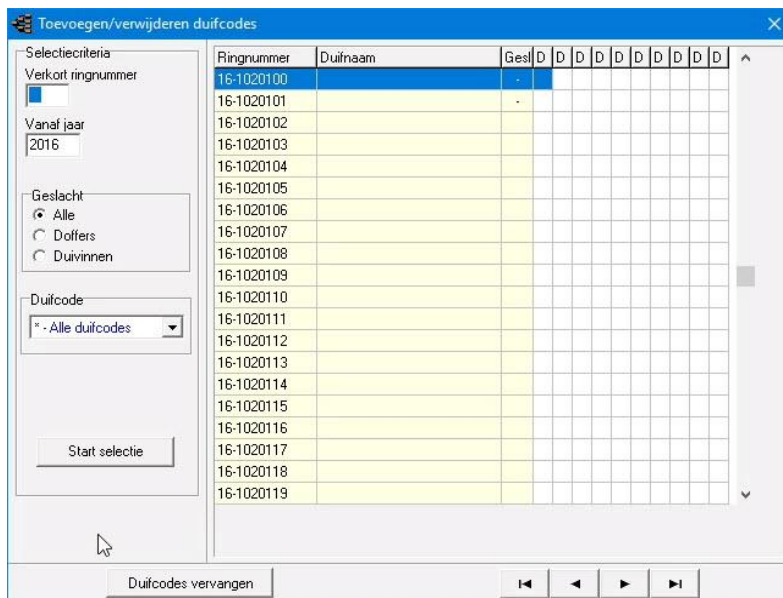 Toevoegen/verwijderen duifcodes
Selectiecriteria
Verkort ringnummer
Vanaf jaar
2016
Geslacht
Alle
Doffers
Duivinnen
Duifcode
* - Alle duifcodes
Start selectie
Ringnummer Duifnaam Gesl D D D D D D D D D D
16-1020100 -
16-1020101 -
16-1020102
16-1020103
16-1020104
16-1020105
16-1020106
16-1020107
16-1020108
16-1020109
16-1020110
16-1020111
16-1020112
16-1020113
16-1020114
16-1020115
16-1020116
16-1020117
16-1020118
16-1020119
Duifcodes vervangen